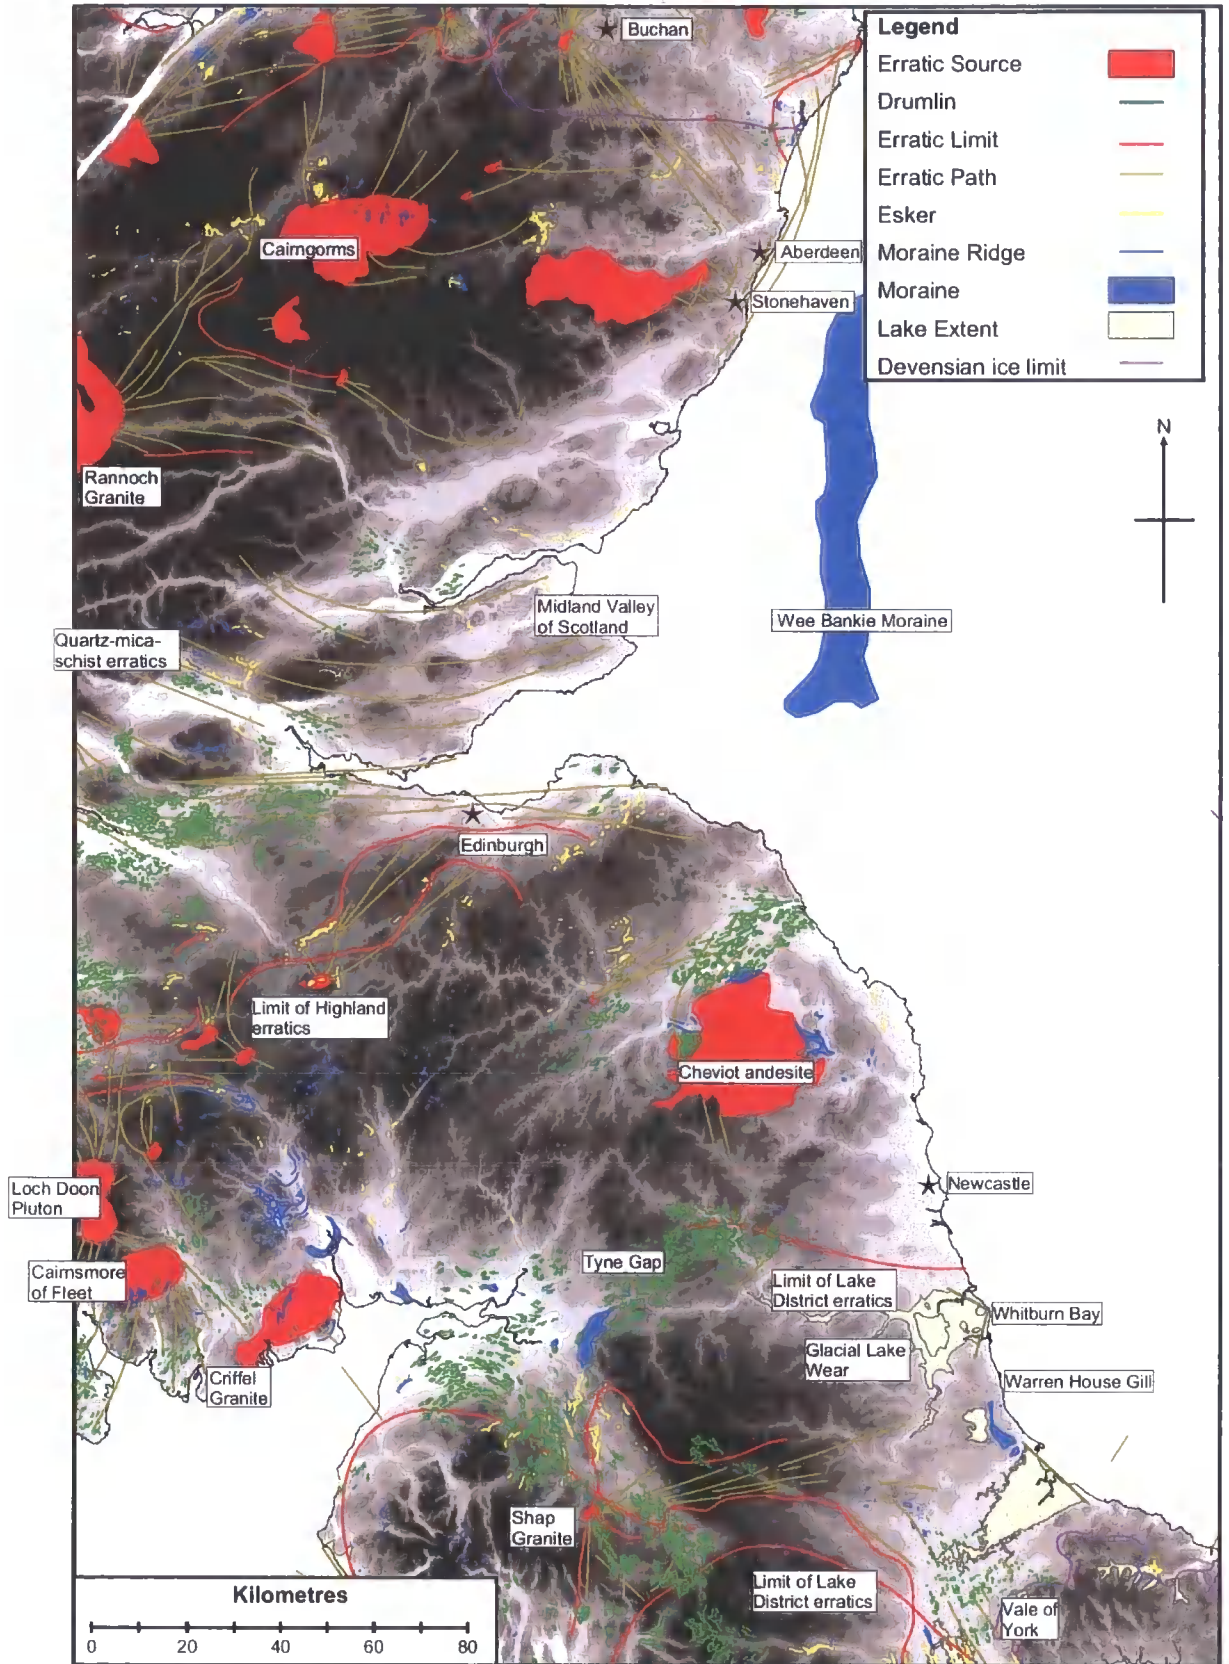 Buchan
Legend
Erratic Source
Drumlin
Erratic Limit
Erratic Path
Esker
Moraine Ridge
Moraine
Lake Extent
Devensian ice limit
Cairngorms
Aberdeen
Stonehaven
N
Rannoch
Granite
Midland Valley
of Scotland
Wee Bankie Moraine
Quartz-mica-
schist erratics
Edinburgh
Limit of Highland
erratics
Cheviot andesite
Loch Doon
Pluton
Newcastle
Cairnsmore
of Fleet
Tyne Gap
Limit of Lake
District erratics
Whitburn Bay
Glacial Lake
Wear
Criffel
Granite
Warren House Gill
Shap
Granite
Limit of Lake
District erratics
Vale of
York
Kilometres
0 20 40 60 80